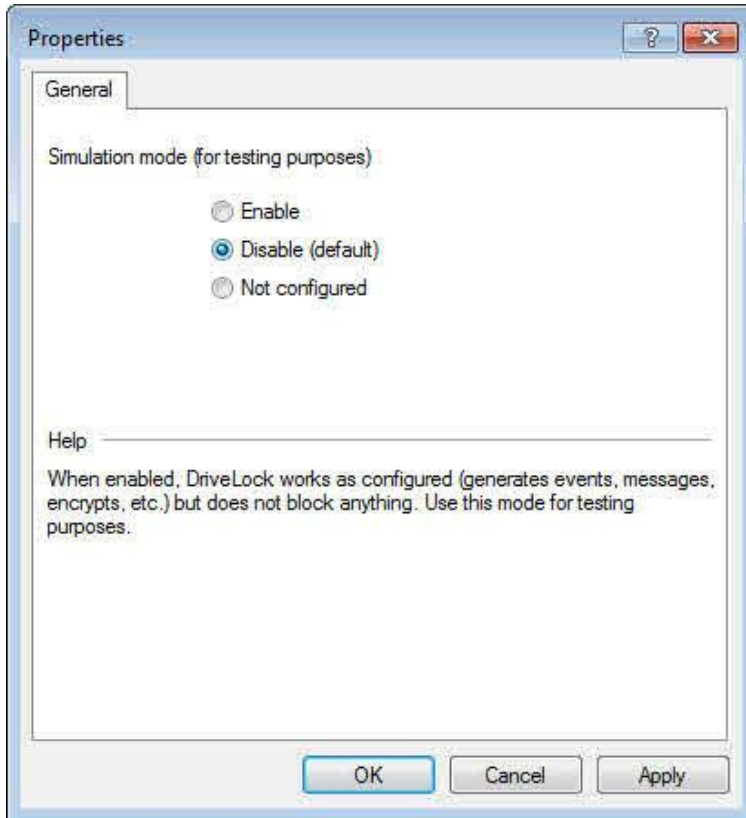 Properties
General
Simulation mode (for testing purposes)
Enable
Disable (default)
Not configured
Help
When enabled, DriveLock works as configured (generates events, messages,
encrypts, etc.) but does not block anything. Use this mode for testing
purposes.
OK Cancel Apply